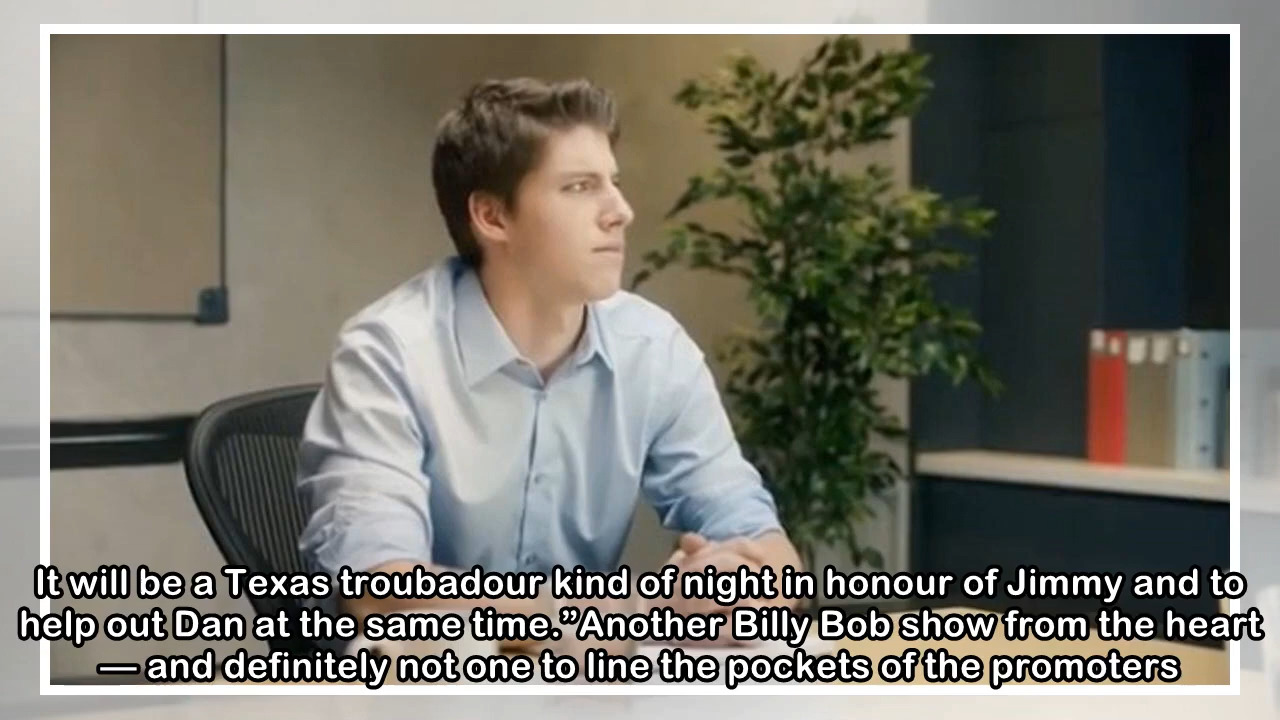 It will be a Texas troubadour kind of night in honour of Jimmy and to
help out Dan at the same time.”Another Billy Bob show from the heart
— and definitely not one to line the pockets of the promoters